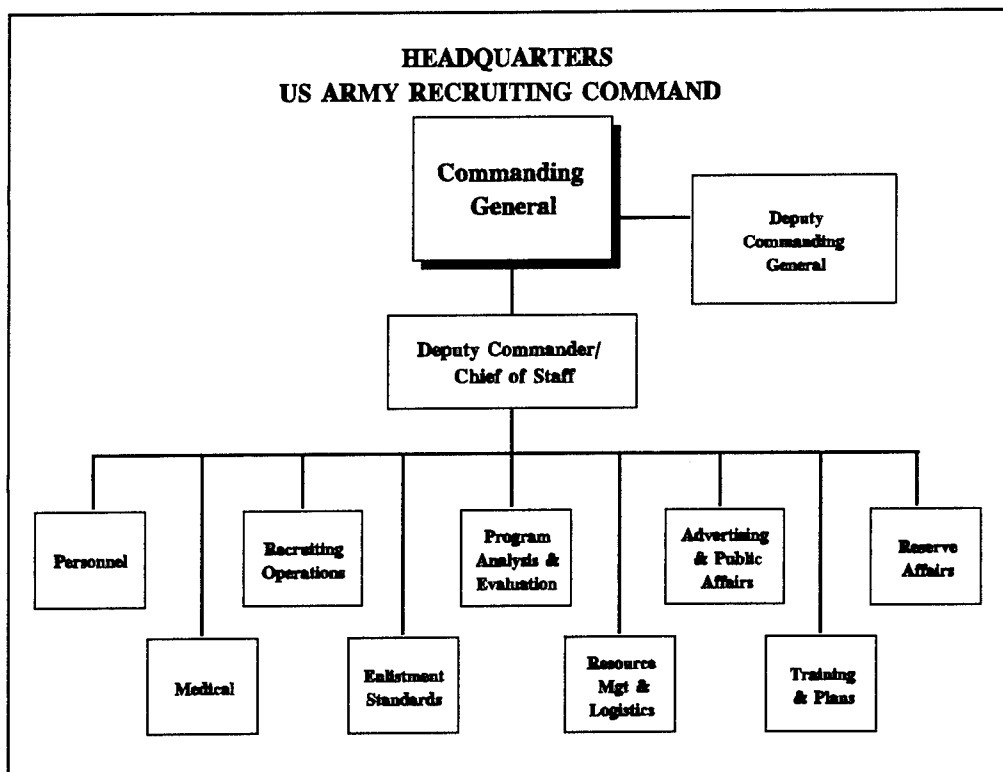 HEADQUARTERS
US ARMY RECRUITING COMMAND
Commanding
General
Deputy
Commanding
General
Deputy Commander/
Chief of Staff
Personnel
Recruiting
Operations
Program
Analysis &
Evaluation
Advertising
& Public
Affairs
Reserve
Affairs
Medical
Enlistment
Standards
Resource
Mgt &
Logistics
Training
& Plans